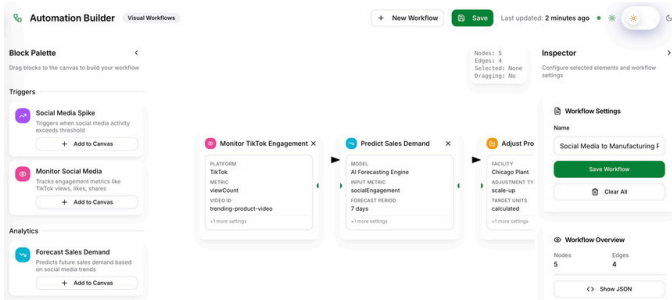 Automation Builder
Visual Workflows
+ New Workflow
Save
Last updated: 2 minutes ago
Block Palette
Drag blocks to the canvas to build your workflow
Triggers
Social Media Spike
Triggers when social media activity
exceeds threshold
+ Add to Canvas
Monitor Social Media
Tracks engagement metrics like
TikTok views, likes, shares
+ Add to Canvas
Analytics
Forecast Sales Demand
Predicts future sales demand based
on social media trends
+ Add to Canvas
Nodes: 5
Edges: 4
Selected: None
Dragging: No
Monitor TikTok Engagement
PLATFORM
TikTok
METRIC
viewCount
VIDEO ID
trending-product-video
+1 more settings
Predict Sales Demand
MODEL
AI Forecasting Engine
INPUT METRIC
socialEngagement
FORECAST PERIOD
7 days
+1 more settings
Adjust Pro
FACILITY
Chicago Plant
ADJUSTMENT TY
scale-up
TARGET UNITS
calculated
+1 more settings
Inspector
Configure selected elements and workflow
settings
Workflow Settings
Name
Social Media to Manufacturing
Save Workflow
Clear All
Workflow Overview
Nodes
Edges
5
4
Show JSON